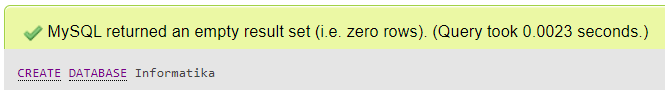 MySQL returned an empty result set (i.e. zero rows). (Query took 0.0023 seconds.)
CREATE DATABASE Informatika